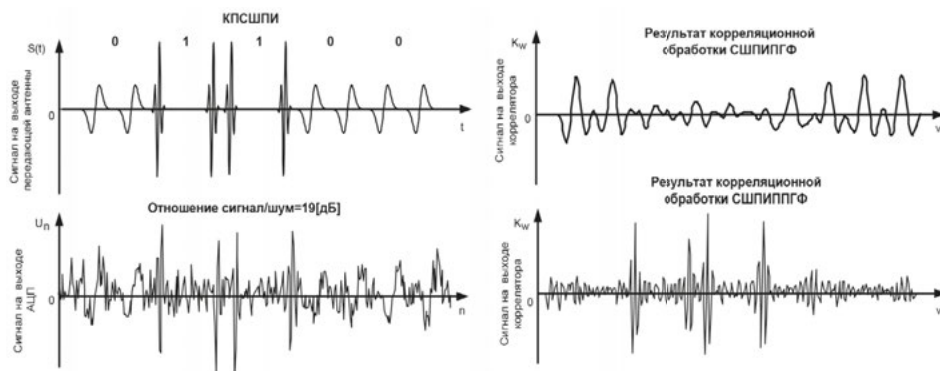 КПСШПИ
0 1 1 0 0
S(t)
Сигнал на выходе
передающей антенны
0
t
Отношение сигнал/шум=19[дБ]
Un
Сигнал на выходе
АЦП
0
n
Результат корреляционной
обработки СШПИПГФ
Kw
Сигнал на выходе
коррелятора
0
Результат корреляционной
обработки СШПИППГФ
Kw
Сигнал на выходе
коррелятора
0